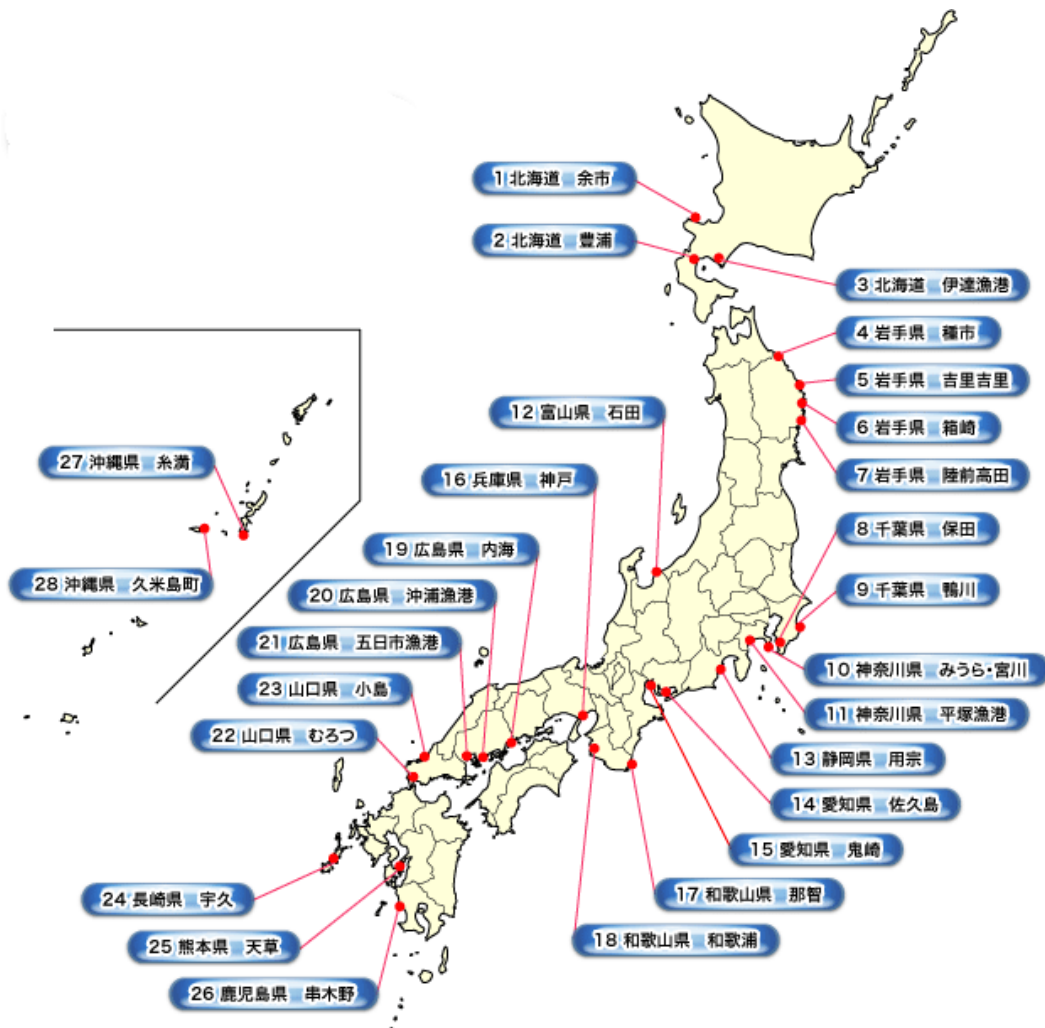 1 北海道 余市
2 北海道 豊浦
3 北海道 伊達漁港
4 岩手県 種市
5 岩手県 吉里吉里
6 岩手県 箱崎
7 岩手県 陸前高田
8 千葉県 保田
9 千葉県 鴨川
10 神奈川県 みうら・宮川
11 神奈川県 平塚漁港
12 富山県 石田
13 静岡県 用宗
14 愛知県 佐久島
15 愛知県 鬼崎
16 兵庫県 神戸
17 和歌山県 那智
18 和歌山県 和歌浦
19 広島県 内海
20 広島県 沖浦漁港
21 広島県 五日市漁港
22 山口県 むろつ
23 山口県 小島
24 長崎県 宇久
25 熊本県 天草
26 鹿児島県 串木野
27 沖縄県 糸満
28 沖縄県 久米島町